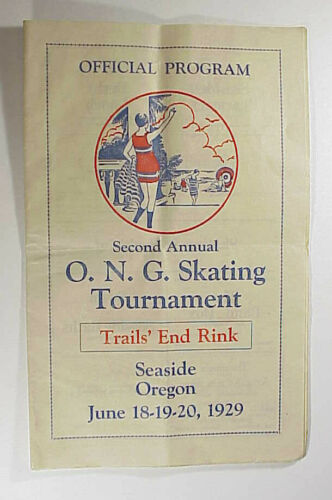 OFFICIAL PROGRAM
Second Annual
O. N. G. Skating
Tournament
Trails' End Rink
Seaside
Oregon
June 18-19-20, 1929